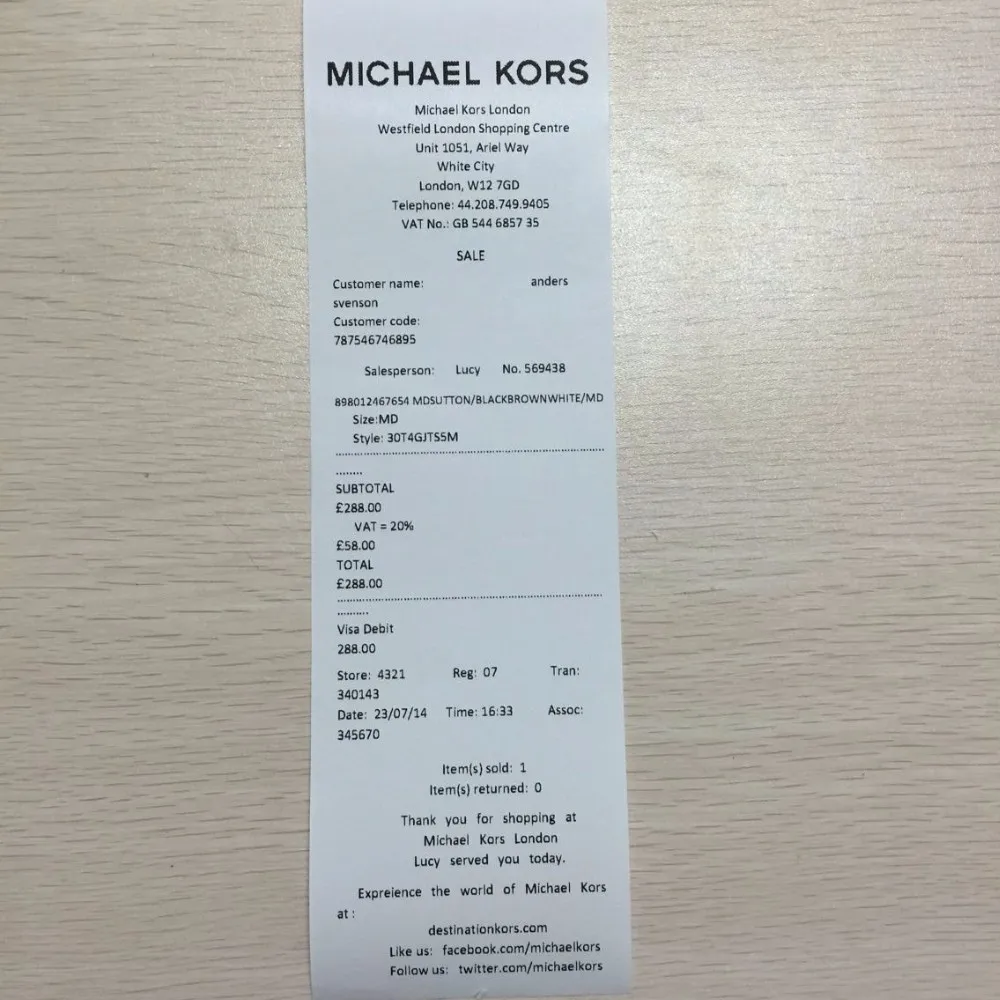 MICHAEL KORS
Michael Kors London
Westfield London Shopping Centre
Unit 1051, Ariel Way
White City
London, W12 7GD
Telephone: 44.208.749.9405
VAT No.: GB 544 6857 35
SALE
Customer name: anders
svenson
Customer code:
787546746895
Salesperson: Lucy No. 569438
898012467654 MDSUTTON/BLACKBROWNWHITE/MD
Size:MD
Style: 30T4GJTS5M
SUBTOTAL
£288.00
VAT = 20%
£58.00
TOTAL
£288.00
Visa Debit
288.00
Store: 4321 Reg: 07 Tran:
340143
Date: 23/07/14 Time: 16:33 Assoc:
345670
Item(s) sold: 1
Item(s) returned: 0
Thank you for shopping at
Michael Kors London
Lucy served you today.
Expreience the world of Michael Kors
at :
destinationkors.com
Like us: facebook.com/michaelkors
Follow us: twitter.com/michaelkors